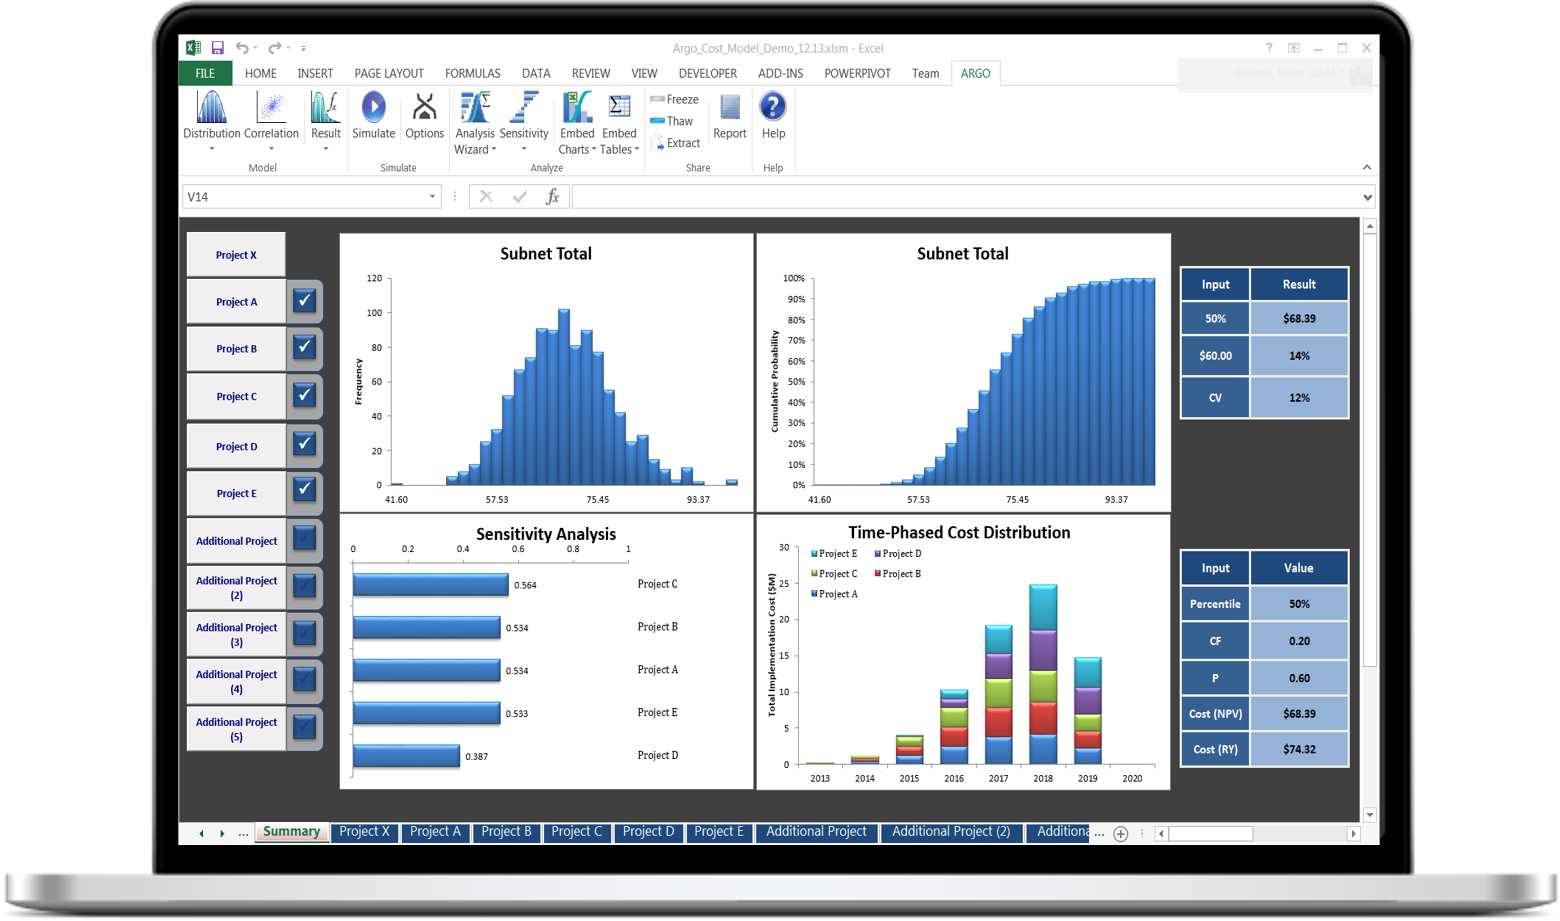 Argo_Cost_Model_Demo_12.13.xlsm - Excel
?
FILE HOME INSERT PAGE LAYOUT FORMULAS DATA REVIEW VIEW DEVELOPER ADD-INS POWERPIVOT Team ARGO
Distribution Correlation Result Simulate Options Analysis Wizard Sensitivity Embed Charts Embed Tables
Freeze
Thaw
Extract
Report Help
Model Simulate Analyze Share Help
V14
fx
Project X
Project A
Project B
Project C
Project D
Project E
Additional Project
Additional Project
(2)
Additional Project
(3)
Additional Project
(4)
Additional Project
(5)
Subnet Total
Frequency
120
100
80
60
40
20
0
41.60 57.53 75.45 93.37
Subnet Total
Cumulative Probability
100%
90%
80%
70%
60%
50%
40%
30%
20%
10%
0%
41.60 57.53 75.45 93.37
Input Result
50% $68.39
$60.00 14%
CV 12%
Sensitivity Analysis
0 0.2 0.4 0.6 0.8 1
0.564 Project C
0.534 Project B
0.534 Project A
0.533 Project E
0.387 Project D
Time-Phased Cost Distribution
Total Implementation Cost ($M)
30
25
20
15
10
5
0
Project E Project D
Project C Project B
Project A
2013 2014 2015 2016 2017 2018 2019 2020
Input Value
Percentile 50%
CF 0.20
P 0.60
Cost (NPV) $68.39
Cost (RY) $74.32
... Summary Project X Project A Project B Project C Project D Project E Additional Project Additional Project (2) Additiona ...